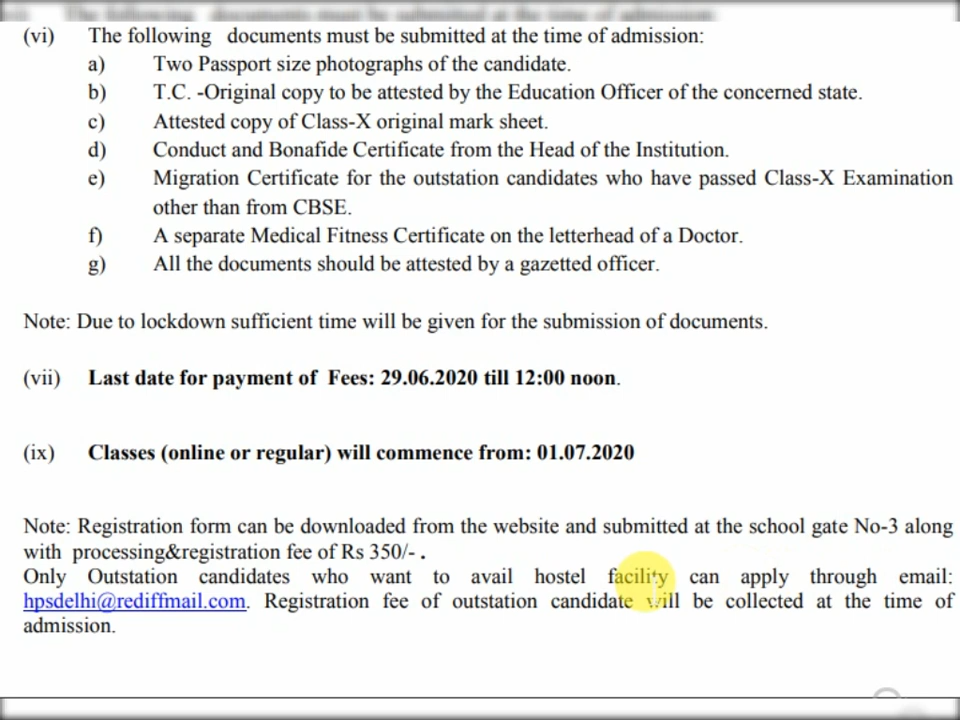 (vi) The following documents must be submitted at the time of admission:
a) Two Passport size photographs of the candidate.
b) T.C. -Original copy to be attested by the Education Officer of the concerned state.
c) Attested copy of Class-X original mark sheet.
d) Conduct and Bonafide Certificate from the Head of the Institution.
e) Migration Certificate for the outstation candidates who have passed Class-X Examination
other than from CBSE.
f) A separate Medical Fitness Certificate on the letterhead of a Doctor.
g) All the documents should be attested by a gazetted officer.
Note: Due to lockdown sufficient time will be given for the submission of documents.
(vii) Last date for payment of Fees: 29.06.2020 till 12:00 noon.
(ix) Classes (online or regular) will commence from: 01.07.2020
Note: Registration form can be downloaded from the website and submitted at the school gate No-3 along
with processing&registration fee of Rs 350/- .
Only Outstation candidates who want to avail hostel facility can apply through email:
hpsdelhi@rediffmail.com. Registration fee of outstation candidate will be collected at the time of
admission.